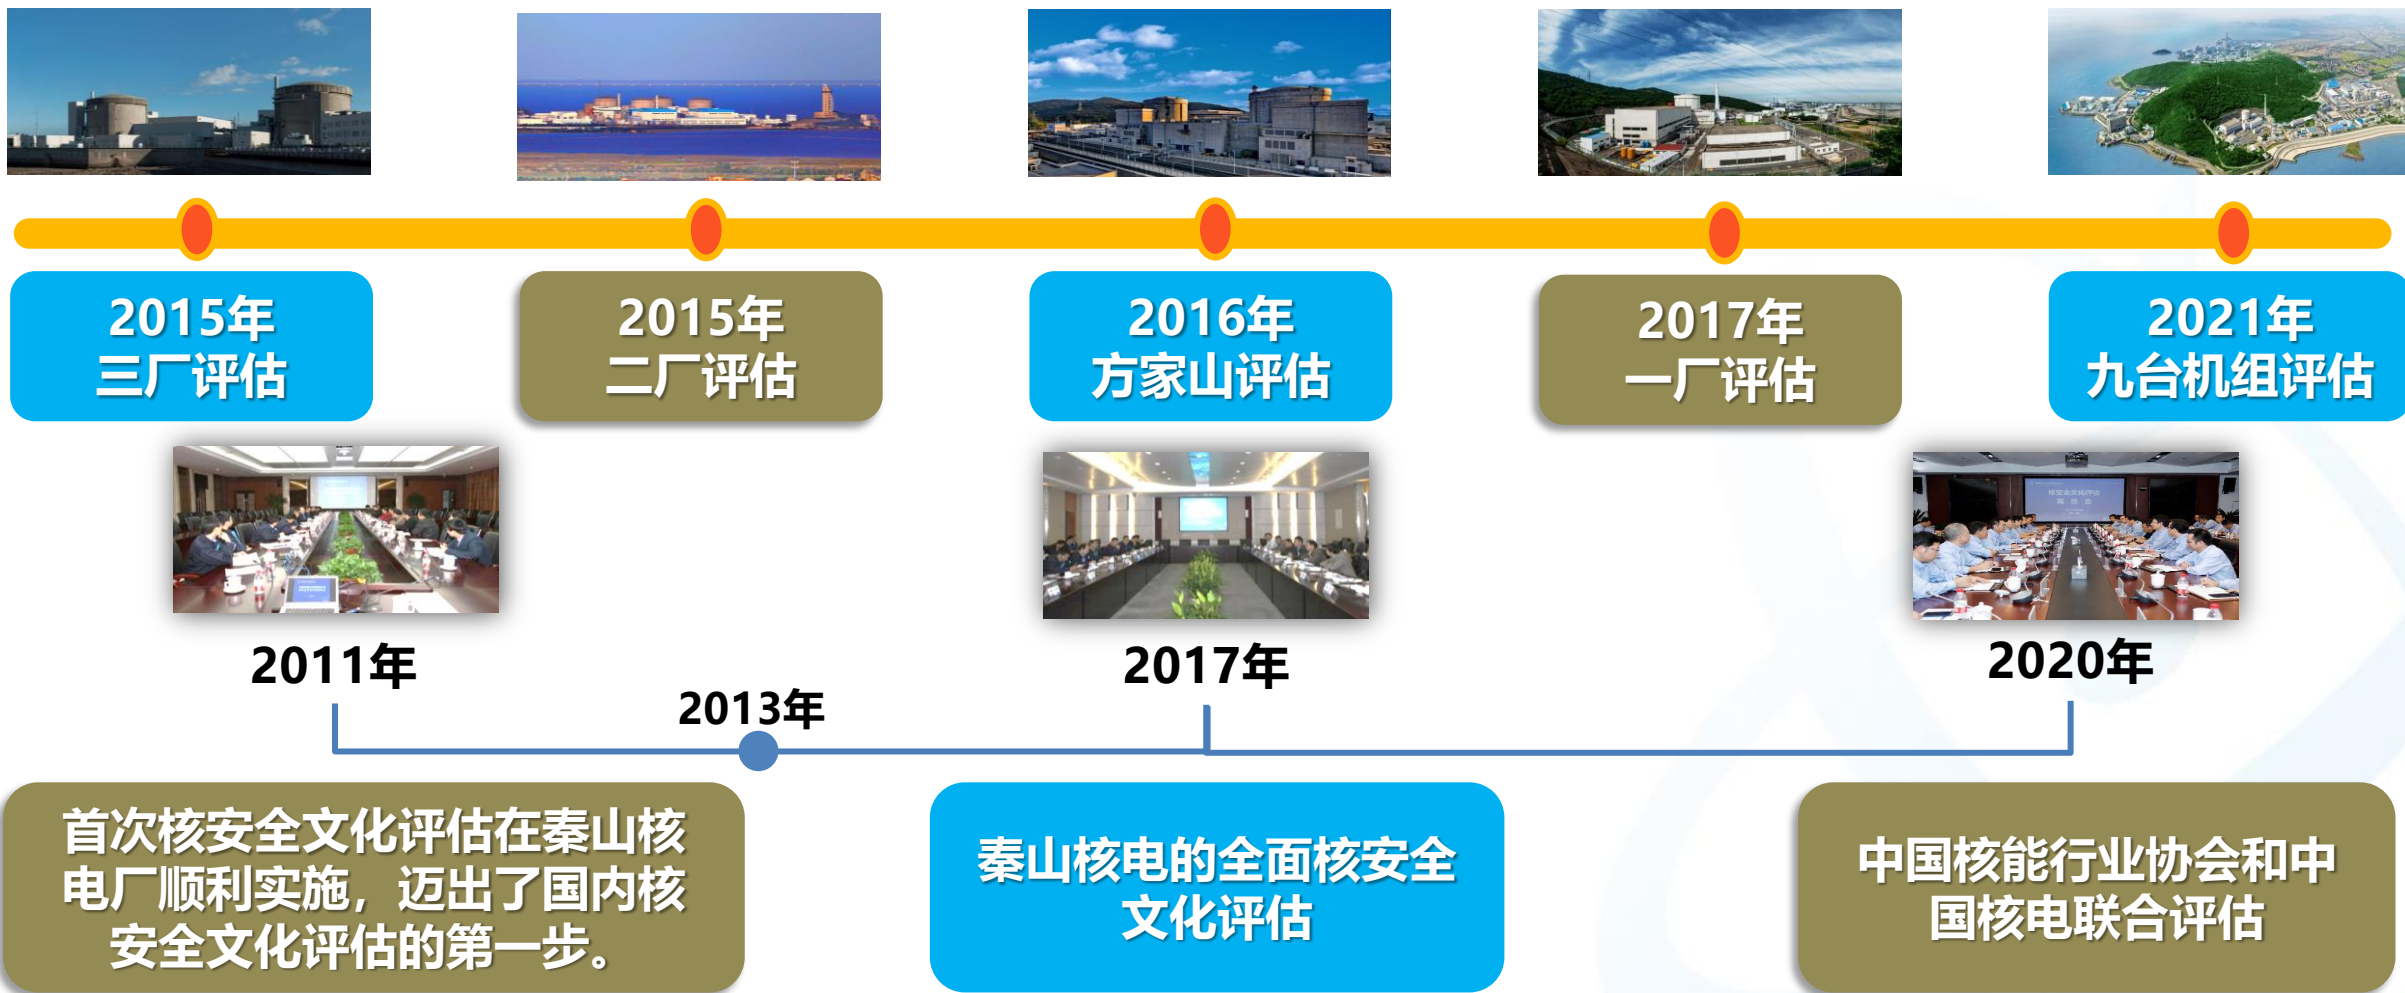 2015年
三厂评估
2015年
二厂评估
2016年
方家山评估
2017年
一厂评估
2021年
九台机组评估
核安全文化评估
2011年
2013年
2017年
2020年
首次核安全文化评估在秦山核
电厂顺利实施，迈出了国内核
安全文化评估的第一步。
秦山核电的全面核安全
文化评估
中国核能行业协会和中
国核电联合评估